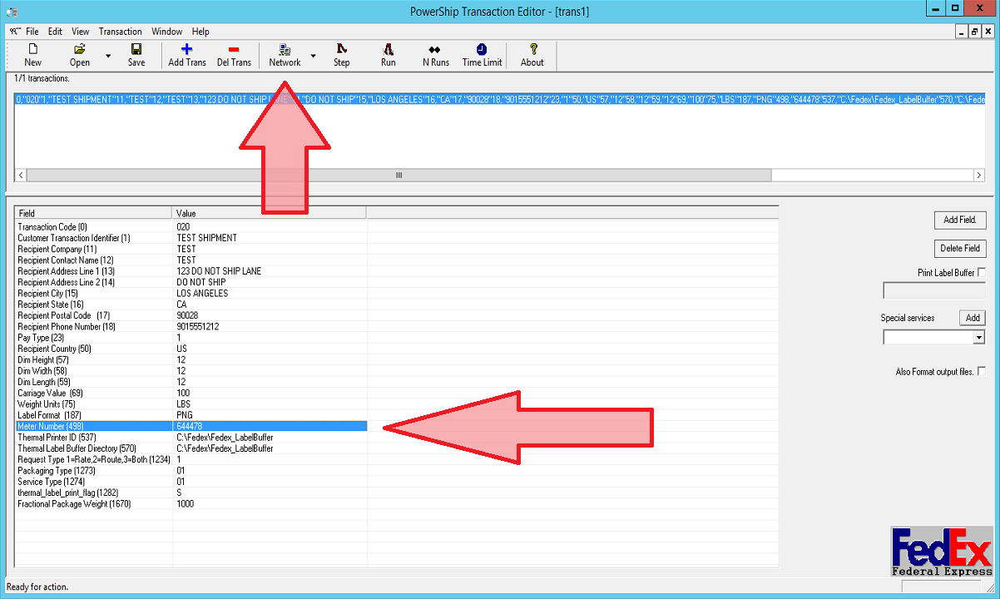 PowerShip Transaction Editor - [trans1]
File Edit View Transaction Window Help
New Open Save Add Trans Del Trans Network Step Run N Runs Time Limit About
1/1 transactions.
0,"020"1,"TEST SHIPMENT"11,"TEST"12,"TEST"13,"123 DO NOT SHIP LANE" "DO NOT SHIP"15,"LOS ANGELES"16,"CA"17,"90028"18,"9015551212"23,"1"50,"US"57,"12"58,"12"59,"12"69,"100"75,"LBS"187,"PNG"498,"644478"537,"C:\Fedex\Fedex_LabelBuffer"570,"C:\Fede
Field Value
Transaction Code (0) 020
Customer Transaction Identifier (1) TEST SHIPMENT
Recipient Company (11) TEST
Recipient Contact Name (12) TEST
Recipient Address Line 1 (13) 123 DO NOT SHIP LANE
Recipient Address Line 2 (14) DO NOT SHIP
Recipient City (15) LOS ANGELES
Recipient State (16) CA
Recipient Postal Code (17) 90028
Recipient Phone Number (18) 9015551212
Pay Type (23) 1
Recipient Country (50) US
Dim Height (57) 12
Dim Width (58) 12
Dim Length (59) 12
Carriage Value (69) 100
Weight Units (75) LBS
Label Format (187) PNG
Meter Number (498) 644478
Thermal Printer ID (537) C:\Fedex\Fedex_LabelBuffer
Thermal Label Buffer Directory (570) C:\Fedex\Fedex_LabelBuffer
Request Type 1=Rate,2=Route,3=Both (1234) 1
Packaging Type (1273) 01
Service Type (1274) 01
thermal_label_print_flag (1282) S
Fractional Package Weight (1670) 1000
Add Field.
Delete Field
Print Label Buffer
Special services Add
Also Format output files.
FedEx
Federal Express
Ready for action.